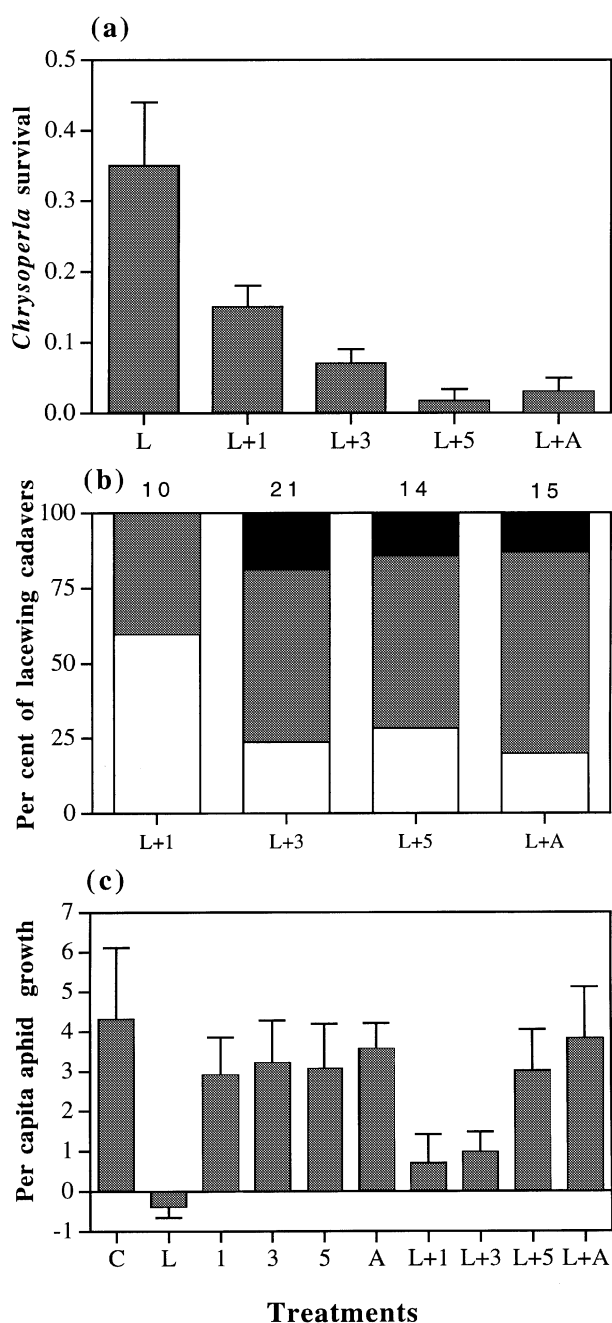 (a)
Chrysoperla survival
0.5
0.4
0.3
0.2
0.1
0.0
L L+1 L+3 L+5 L+A
(b)
10 21 14 15
Per cent of lacewing cadavers
100
75
50
25
0
L+1 L+3 L+5 L+A
(c)
Per capita aphid growth
7
6
5
4
3
2
1
0
-1
C L 1 3 5 A L+1 L+3 L+5 L+A
Treatments